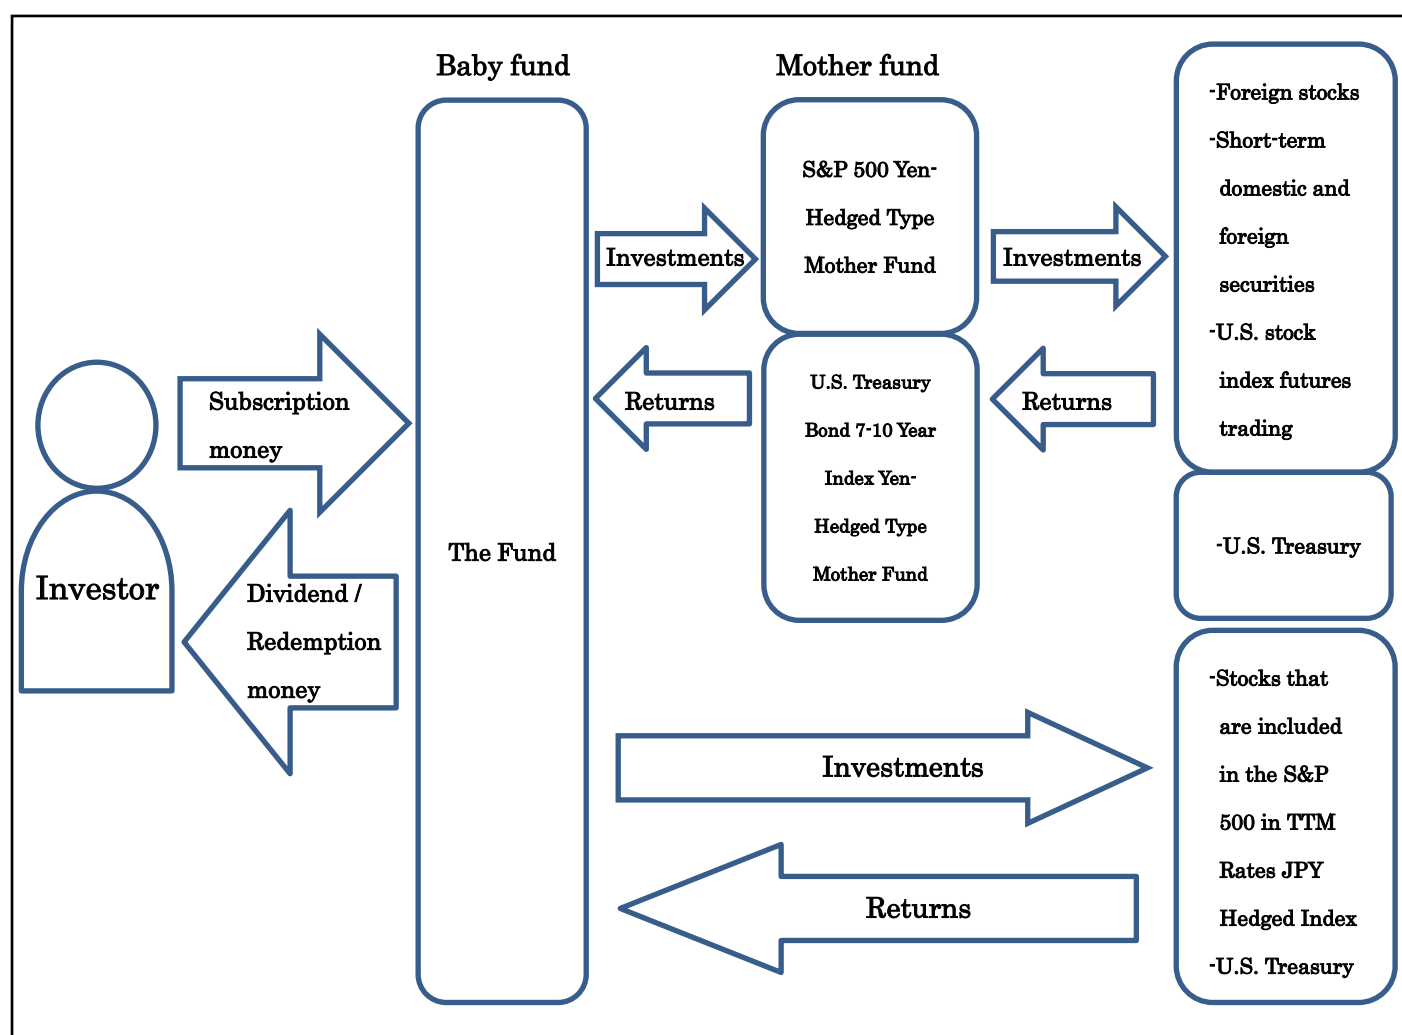 Baby fund
Mother fund
-Foreign stocks
-Short-term
domestic and
foreign
securities
-U.S. stock
index futures
trading
S&P 500 Yen-
Hedged Type
Mother Fund
Investments
Investments
U.S. Treasury
Bond 7-10 Year
Index Yen-
Hedged Type
Mother Fund
Returns
Returns
Subscription
money
-U.S. Treasury
The Fund
Investor
Dividend /
Redemption
money
-Stocks that
are included
in the S&P
500 in TTM
Rates JPY
Hedged Index
-U.S. Treasury
Investments
Returns